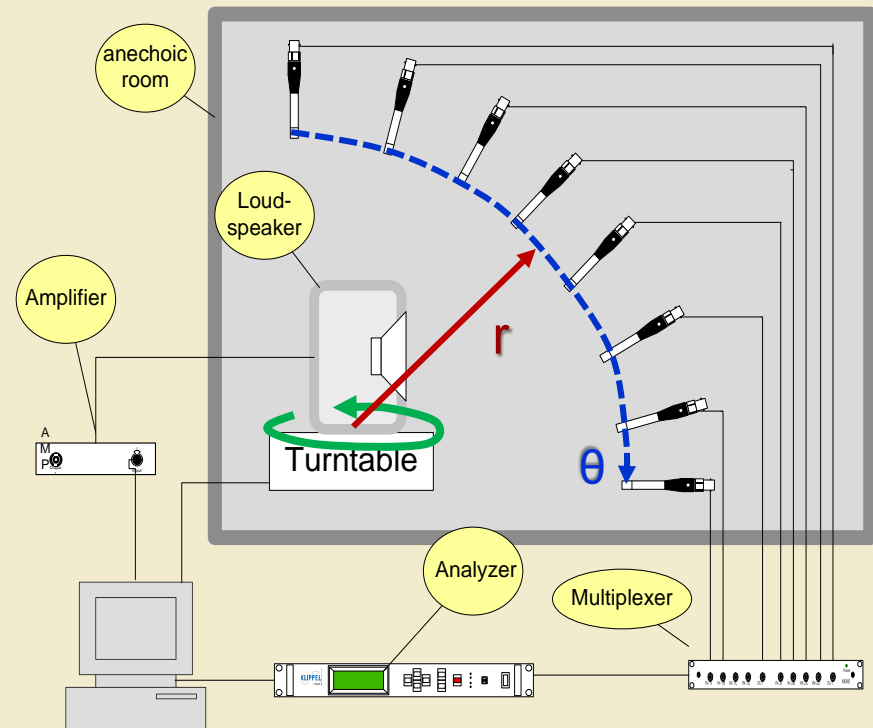 anechoic
room
Loud-
speaker
Amplifier
r
A
M
P
Turntable
θ
Analyzer
Multiplexer
KLIPPEL